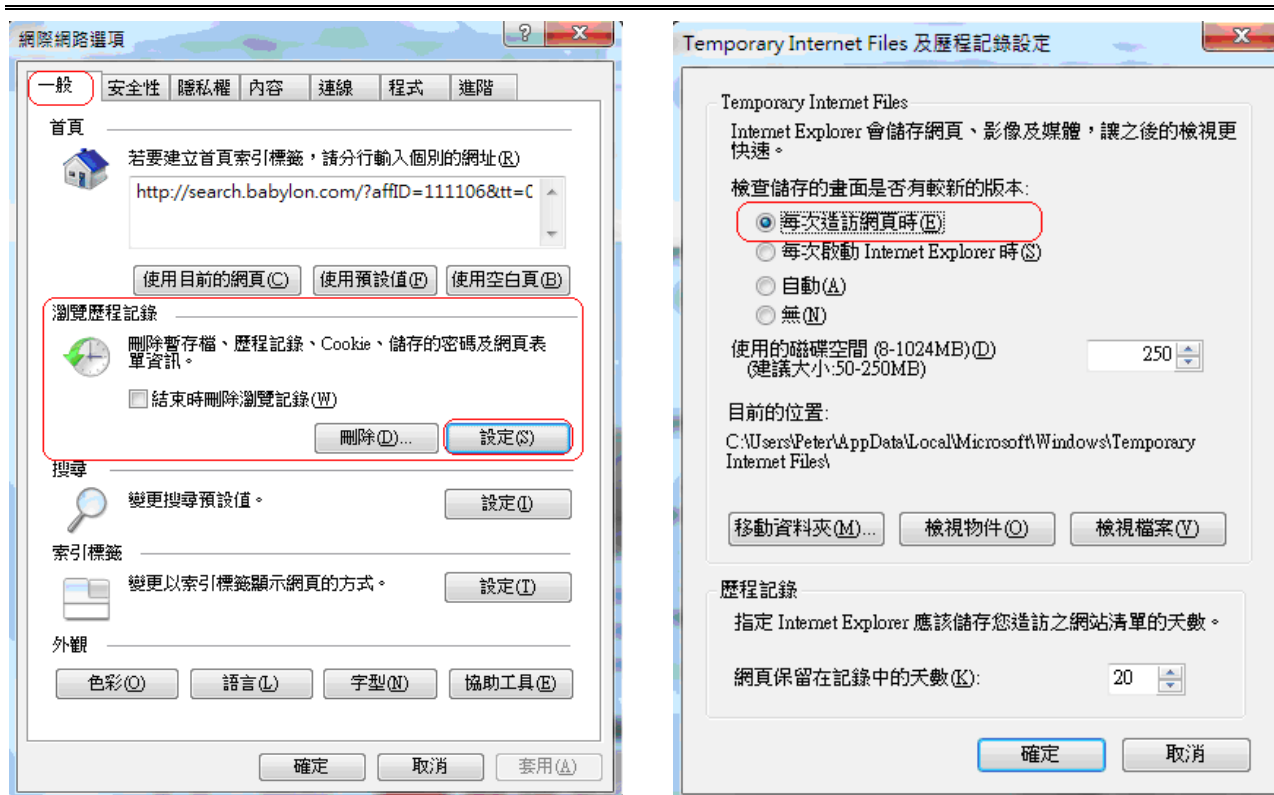 網際網路選項
一般 安全性 隱私權 內容 連線 程式 進階
首頁
若要建立首頁索引標籤，請分行輸入個別的網址(R)
http://search.babylon.com/?affID=111106&tt=0
使用目前的網頁(C) 使用預設值(F) 使用空白頁(B)
瀏覽歷程記錄
刪除暫存檔、歷程記錄、Cookie、儲存的密碼及網頁表
單資訊。
結束時刪除瀏覽記錄(W)
刪除(D)... 設定(S)
搜尋
變更搜尋預設值。
設定(I)
索引標籤
變更以索引標籤顯示網頁的方式。
設定(T)
外觀
色彩(O) 語言(L) 字型(N) 協助工具(E)
確定 取消 套用(A)
Temporary Internet Files 及歷程記錄設定
Temporary Internet Files
Internet Explorer 會儲存網頁、影像及媒體，讓之後的檢視更
快速。
檢查儲存的畫面是否有較新的版本:
每次造訪網頁時(E)
每次啟動 Internet Explorer 時(S)
自動(A)
無(N)
使用的磁碟空間 (8-1024MB)(D) 250
(建議大小:50-250MB)
目前的位置:
C:\Users\Peter\AppData\Local\Microsoft\Windows\Temporary
Internet Files\
移動資料夾(M)... 檢視物件(O) 檢視檔案(V)
歷程記錄
指定 Internet Explorer 應該儲存您造訪之網站清單的天數。
網頁保留在記錄中的天數(K): 20
確定 取消